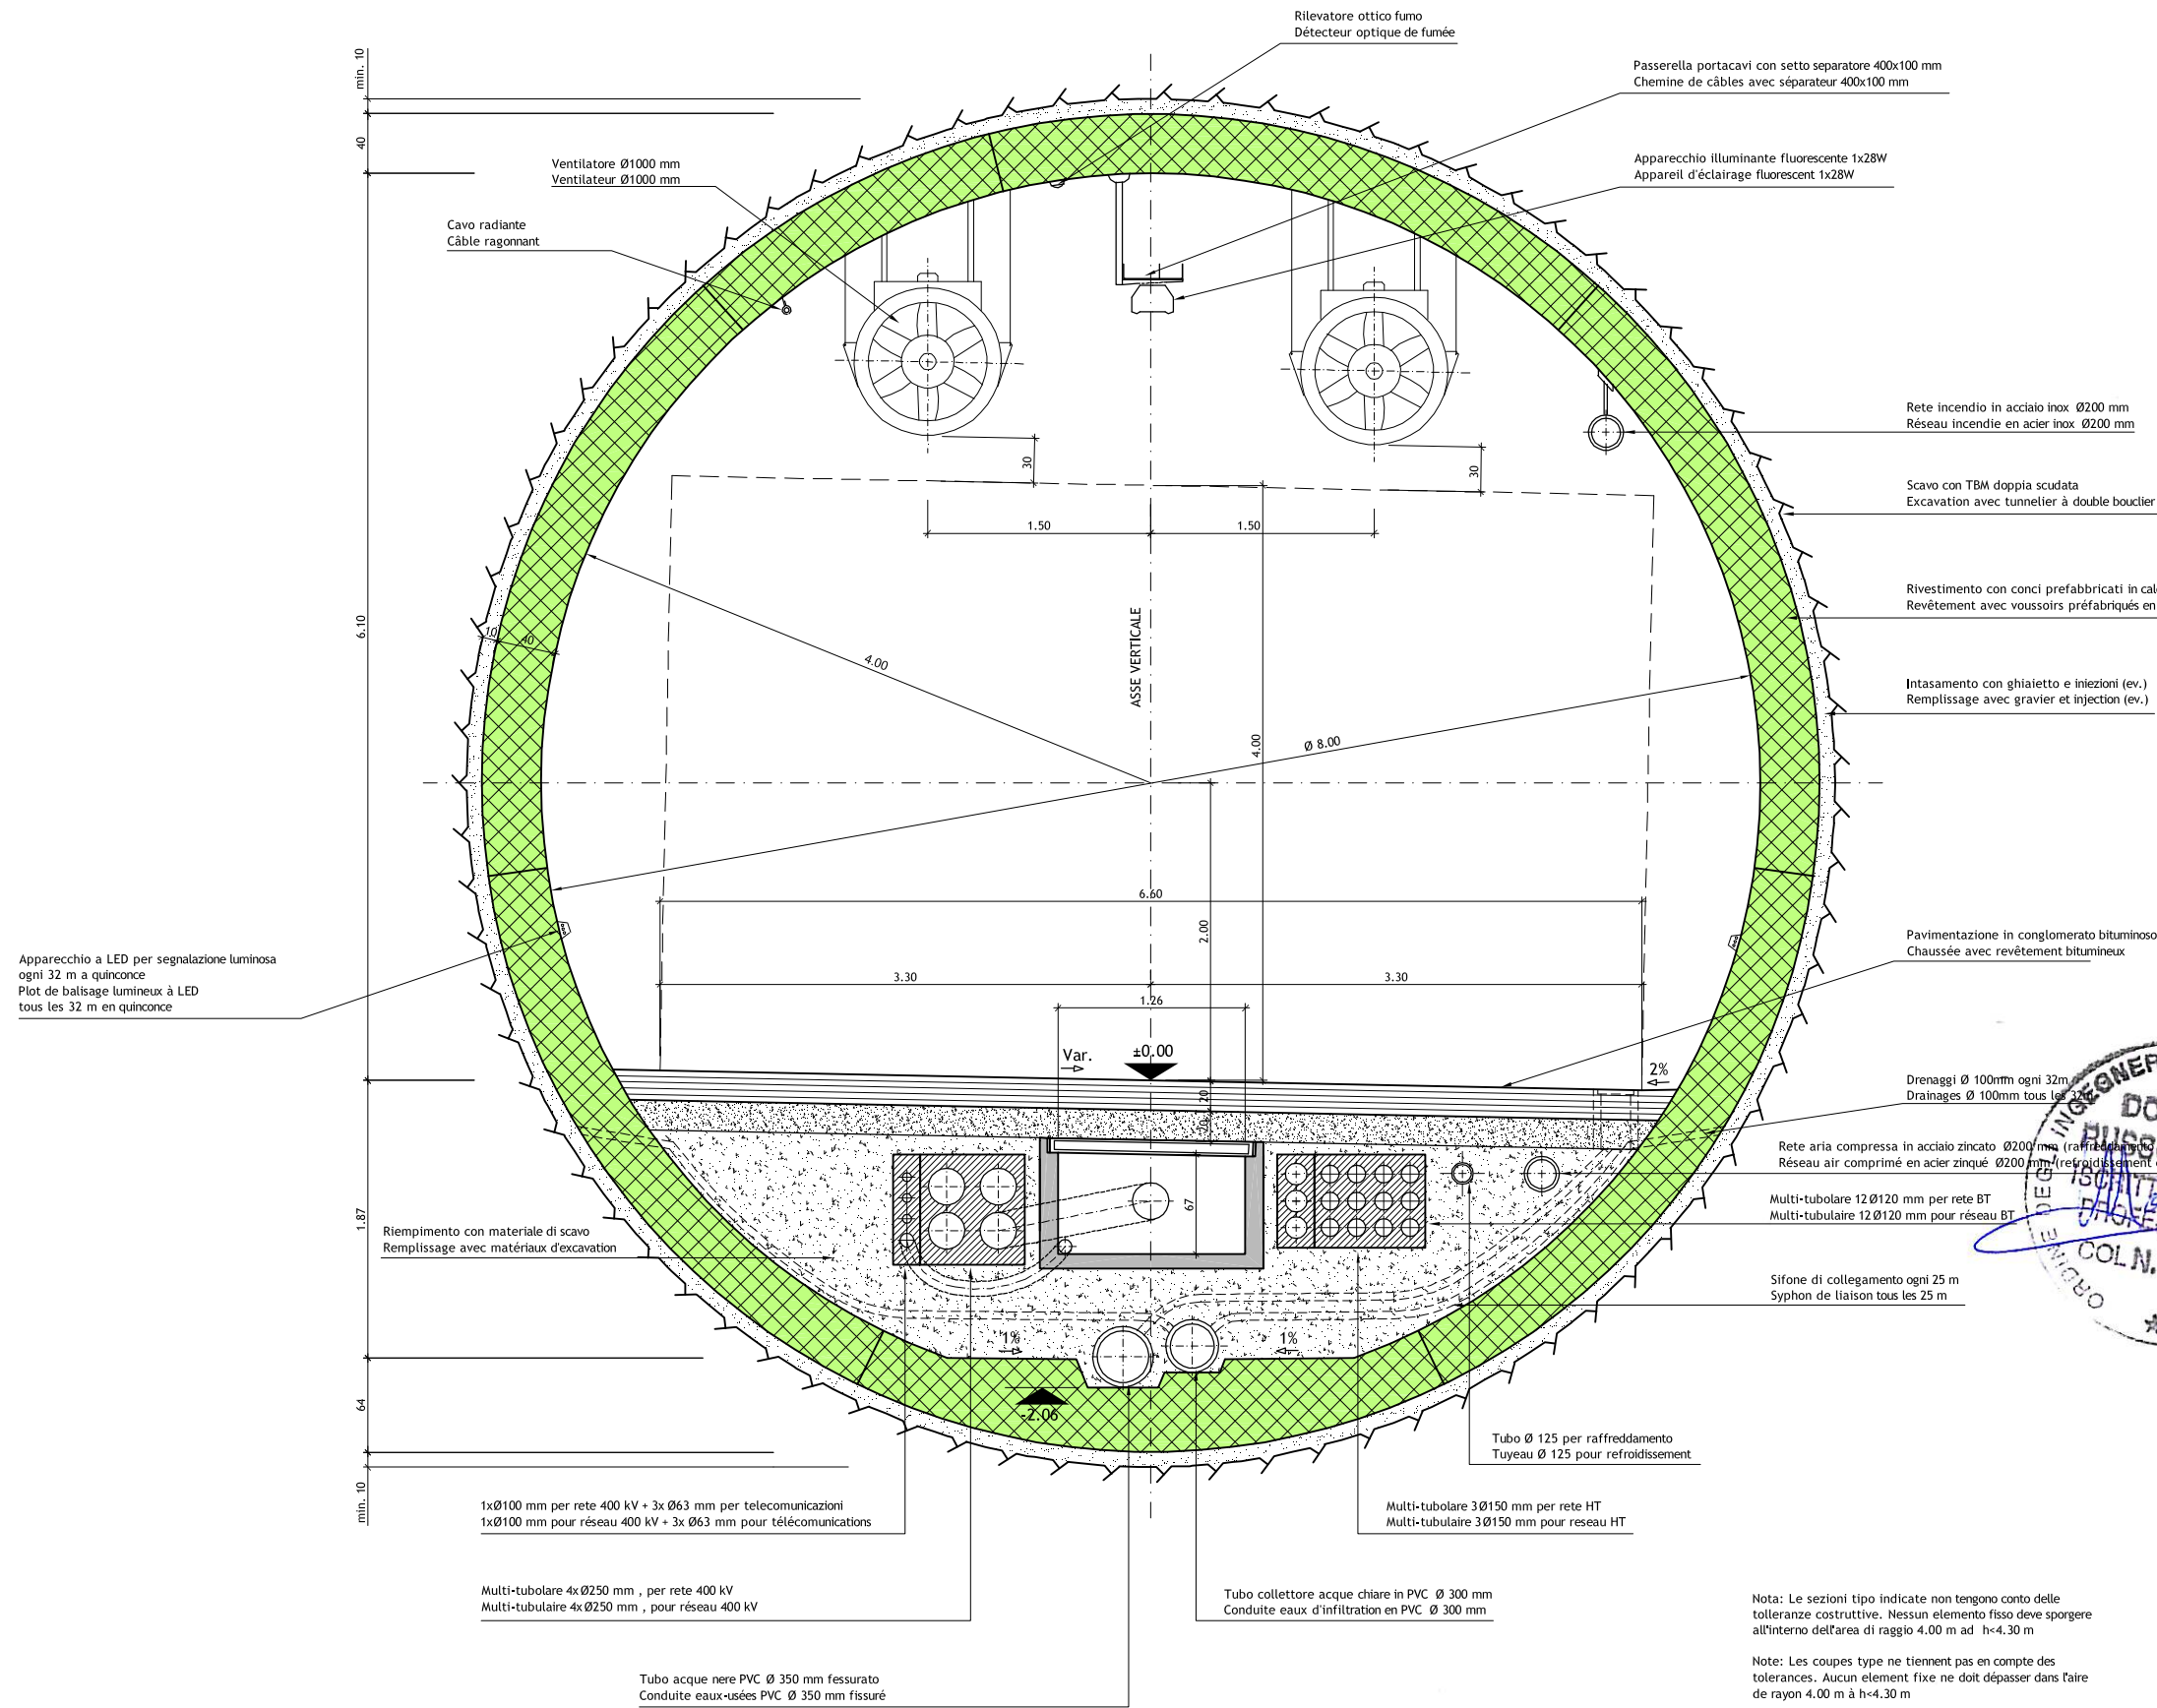 Rilevatore ottico fumo
Détecteur optique de fumée
Passerella portacavi con setto separatore 400x100 mm
Chemine de câbles avec séparateur 400x100 mm
min. 10
40
Ventilatore Ø1000 mm
Ventilateur Ø1000 mm
Apparecchio illuminante fluorescente 1x28W
Appareil d'éclairage fluorescent 1x28W
Cavo radiante
Câble ragonnant
Rete incendio in acciaio inox Ø200 mm
Réseau incendie en acier inox Ø200 mm
30
30
Scavo con TBM doppia scudata
Excavation avec tunnelier à double bouclier
1.50
1.50
Rivestimento con conci prefabbricati in
Revêtement avec voussoirs préfabriqués en
6.10
10
40
ASSE VERTICALE
4.00
Intasamento con ghiaietto e iniezioni (ev.)
Remplissage avec gravier et injection (ev.)
4.00
Ø 8.00
6.60
2.00
Pavimentazione in conglomerato bituminoso
Chaussée avec revêtement bitumineux
Apparecchio a LED per segnalazione luminosa
ogni 32 m a quinconce
Plot de balisage lumineux à LED
tous les 32 m en quinconce
3.30
3.30
1.26
Var.
±0.00
2%
20
20
Drenaggi Ø 100mm ogni 32m
Drainages Ø 100mm tous les 32m
Rete aria compressa in acciaio zincato Ø200 mm (raffreddamento
Réseau air comprimé en acier zinqué Ø200 mm (refroidissement
Multi-tubolare 12Ø120 mm per rete BT
Multi-tubulaire 12Ø120 mm pour réseau BT
ORDINE DEGLI
COL N.
67
1.87
Riempimento con materiale di scavo
Remplissage avec matériaux d'excavation
Sifone di collegamento ogni 25 m
Syphon de liaison tous les 25 m
1%
1%
64
-2.06
Tubo Ø 125 per raffreddamento
Tuyeau Ø 125 pour refroidissement
min. 10
1xØ100 mm per rete 400 kV + 3x Ø63 mm per telecomunicazioni
1xØ100 mm pour réseau 400 kV + 3x Ø63 mm pour télécomunications
Multi-tubolare 3Ø150 mm per rete HT
Multi-tubulaire 3Ø150 mm pour reseau HT
Multi-tubolare 4xØ250 mm , per rete 400 kV
Multi-tubulaire 4xØ250 mm , pour réseau 400 kV
Tubo collettore acque chiare in PVC Ø 300 mm
Conduite eaux d'infiltration en PVC Ø 300 mm
Tubo acque nere PVC Ø 350 mm fessurato
Conduite eaux-usées PVC Ø 350 mm fissuré
Nota: Le sezioni tipo indicate non tengono conto delle
tolleranze costruttive. Nessun elemento fisso deve sporgere
all'interno dell'area di raggio 4.00 m ad h<4.30 m
Note: Les coupes type ne tiennent pas en compte des
tolerances. Aucun element fixe ne doit dépasser dans l'aire
de rayon 4.00 m à h<4.30 m